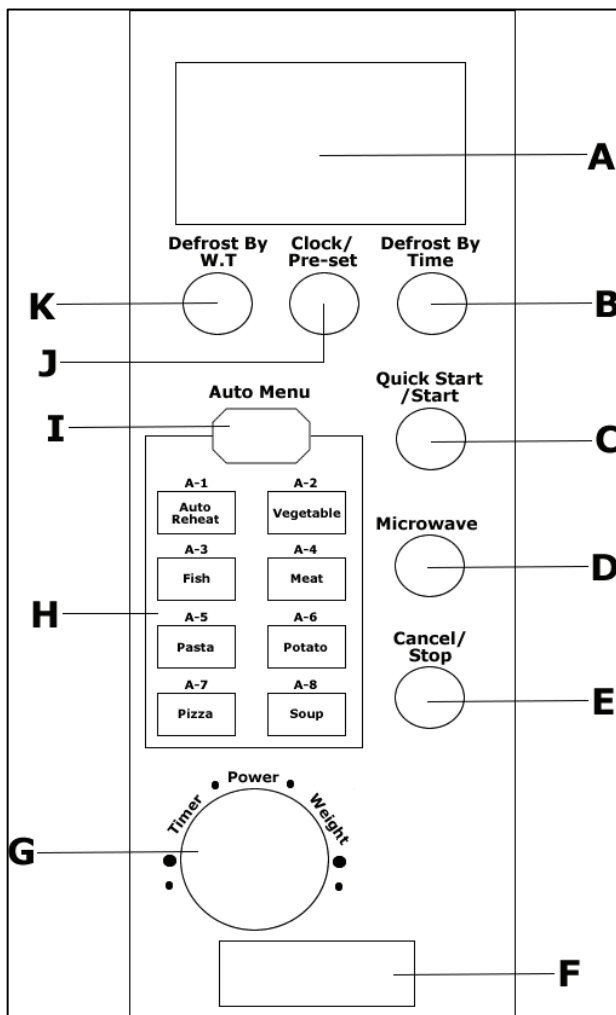 A
Defrost By
W.T
Clock/
Pre-set
Defrost By
Time
K
B
J
Quick Start
/Start
Auto Menu
I
C
A-1
A-2
Auto
Reheat
Vegetable
Microwave
A-3
A-4
Fish
Meat
D
H
A-5
A-6
Pasta
Potato
Cancel/
Stop
A-7
A-8
Pizza
Soup
E
Power
Timer
Weight
G
F